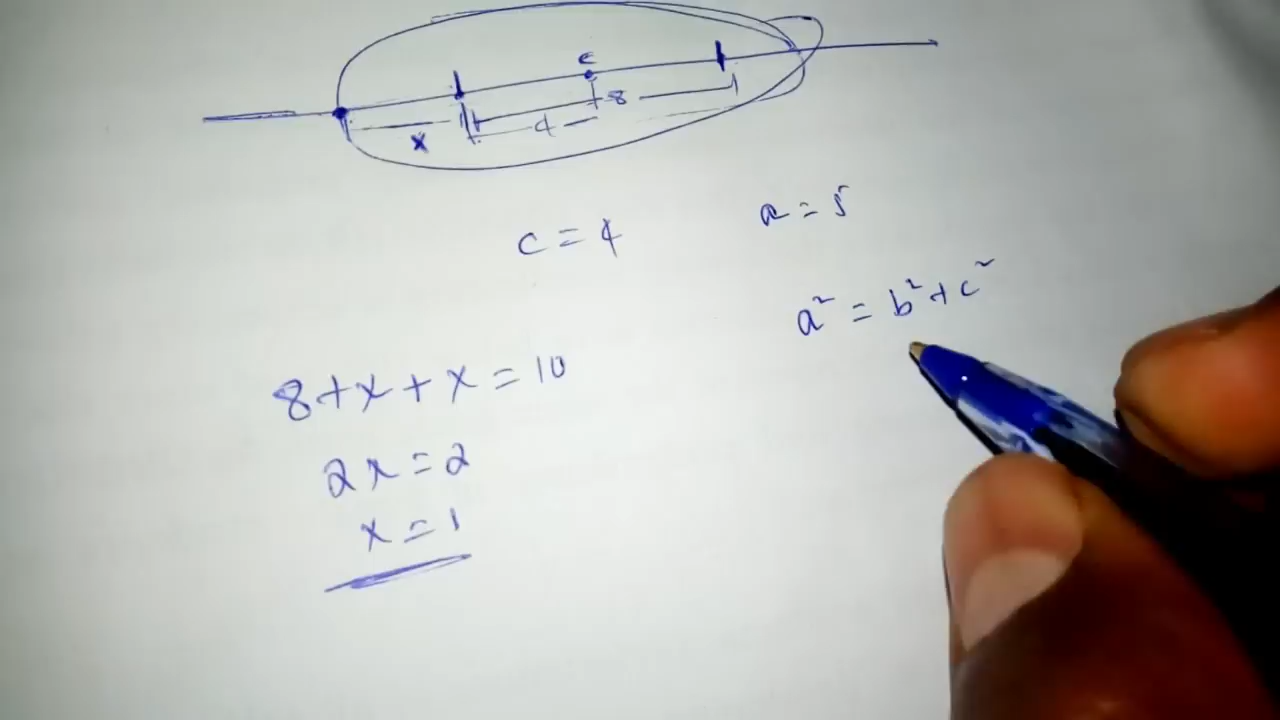 c
8
4
x
c = 4
a = 5
a² = b² + c²
8 + x + x = 10
2x = 2
x = 1